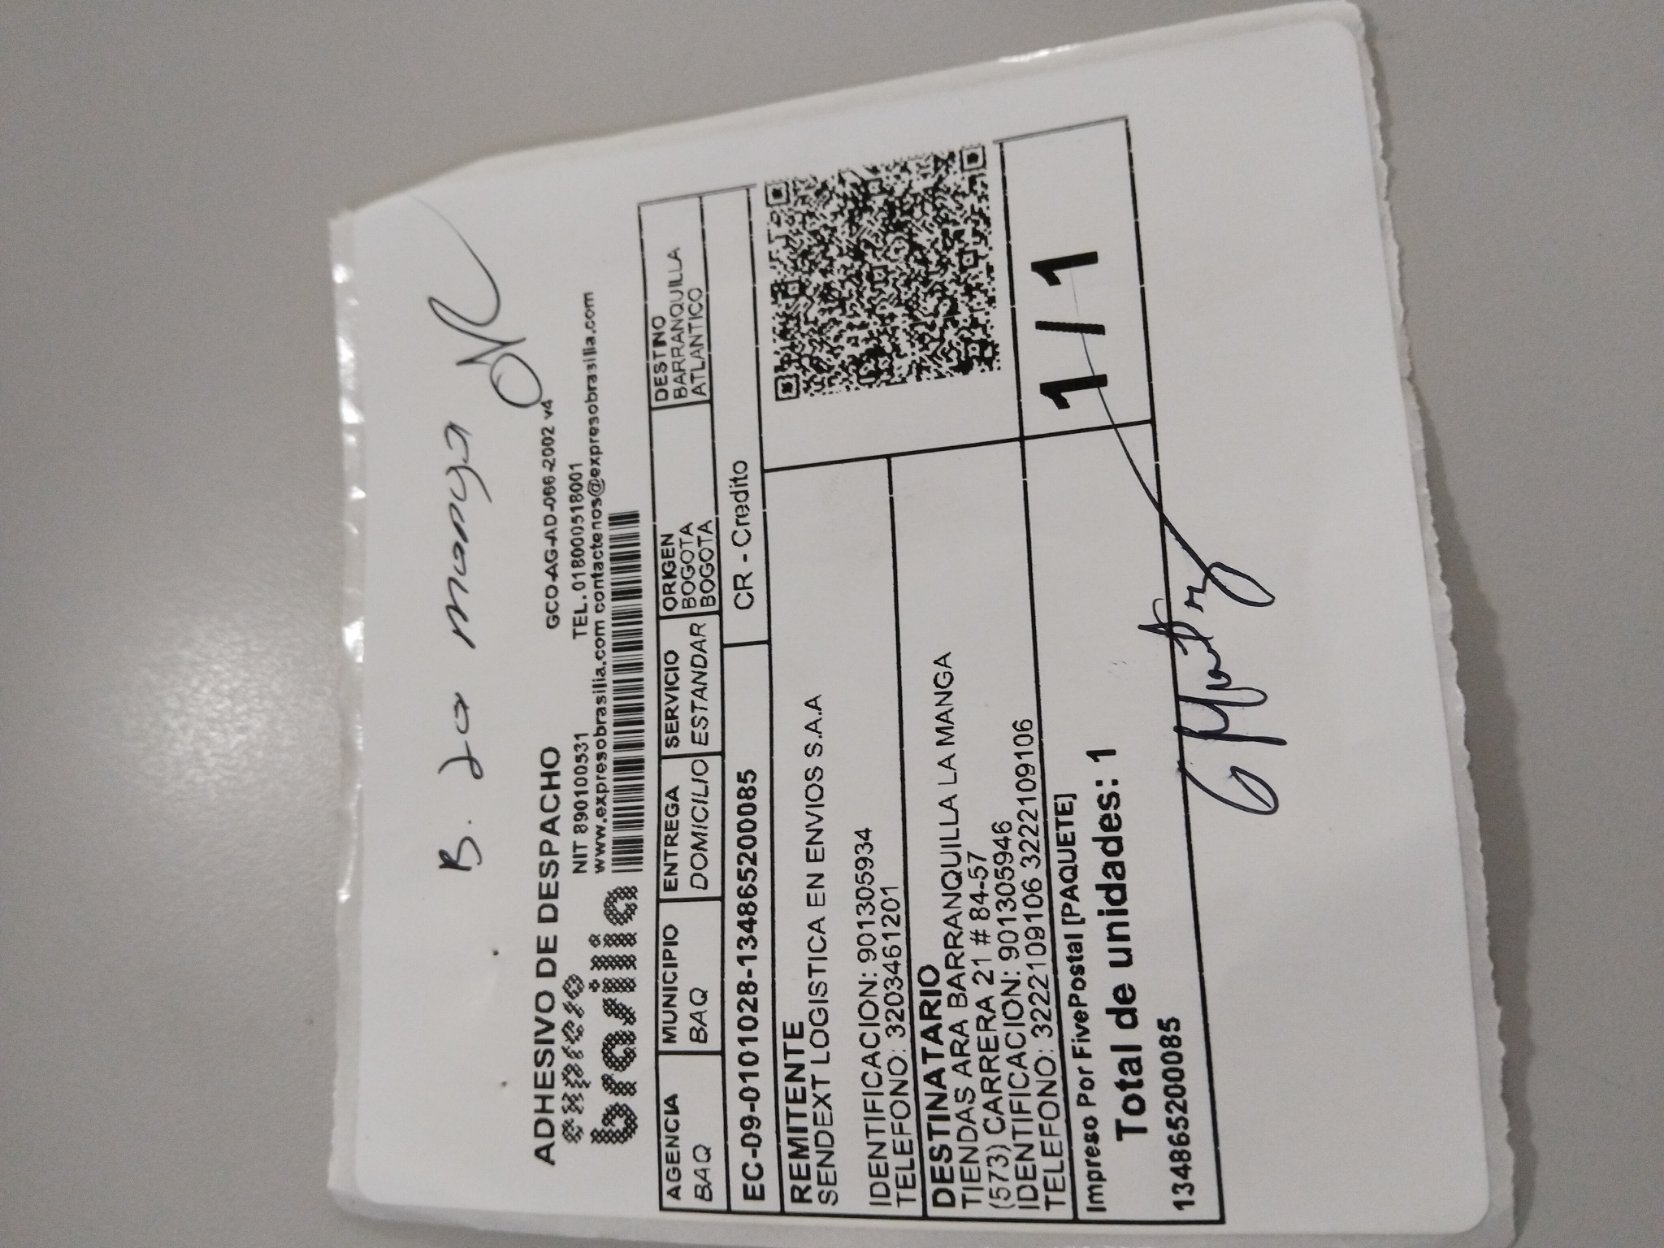 B. la manga
ADHESIVO DE DESPACHO
GCO-AG-AD-066-2002 v4
expreso
brasilia
NIT 890100531
TEL. 018000518001
www.expresobrasilia.com contactenos@expresobrasilla.com
AGENCIA MUNICIPIO ENTREGA SERVICIO ORIGEN DESTINO
BAQ BAQ DOMICILIO ESTANDAR BOGOTA BARRANQUILLA
BOGOTA ATLANTICO
EC-09-0101028-134865200085 CR - Credito
REMITENTE
SENDEXT LOGISTICA EN ENVIOS S.A.A
IDENTIFICACION: 901305934
TELEFONO: 3203461201
DESTINATARIO
TIENDAS ARA BARRANQUILLA LA MANGA
(573) CARRERA 21 # 84-57
IDENTIFICACION: 901305946
TELEFONO: 3222109106 3222109106
Impreso Por FivePostal [PAQUETE]
Total de unidades: 1
1 / 1
134865200085